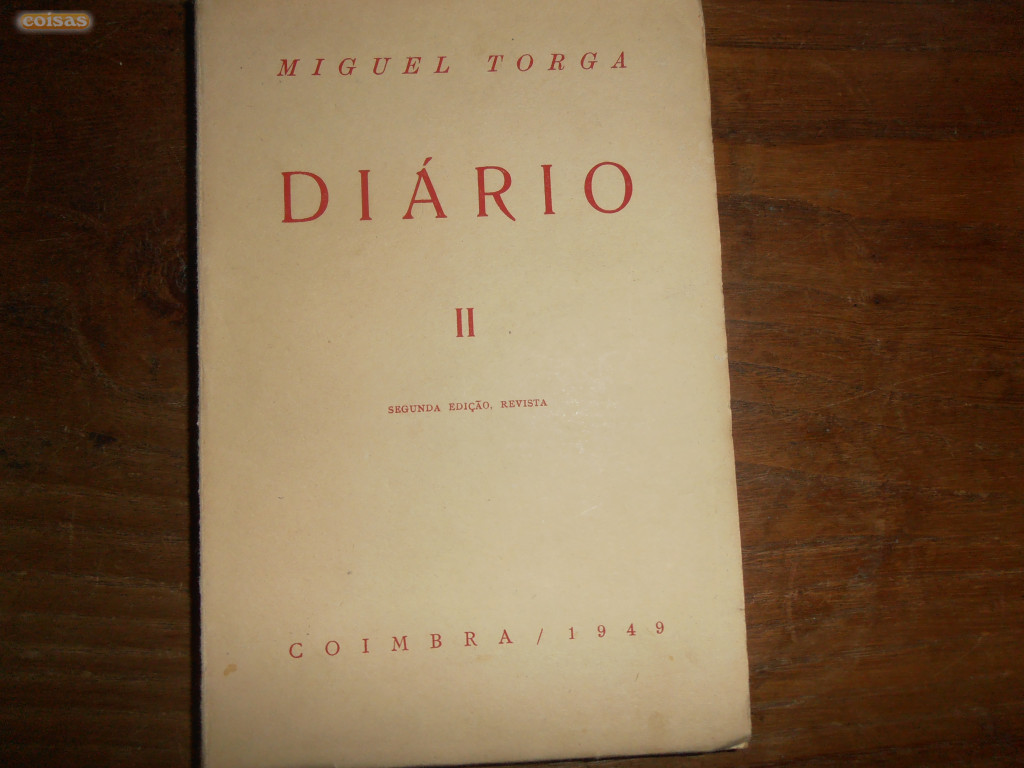 coisas
MIGUEL TORGA
DIÁRIO
II
SEGUNDA EDIÇÃO, REVISTA
COIMBRA / 1949